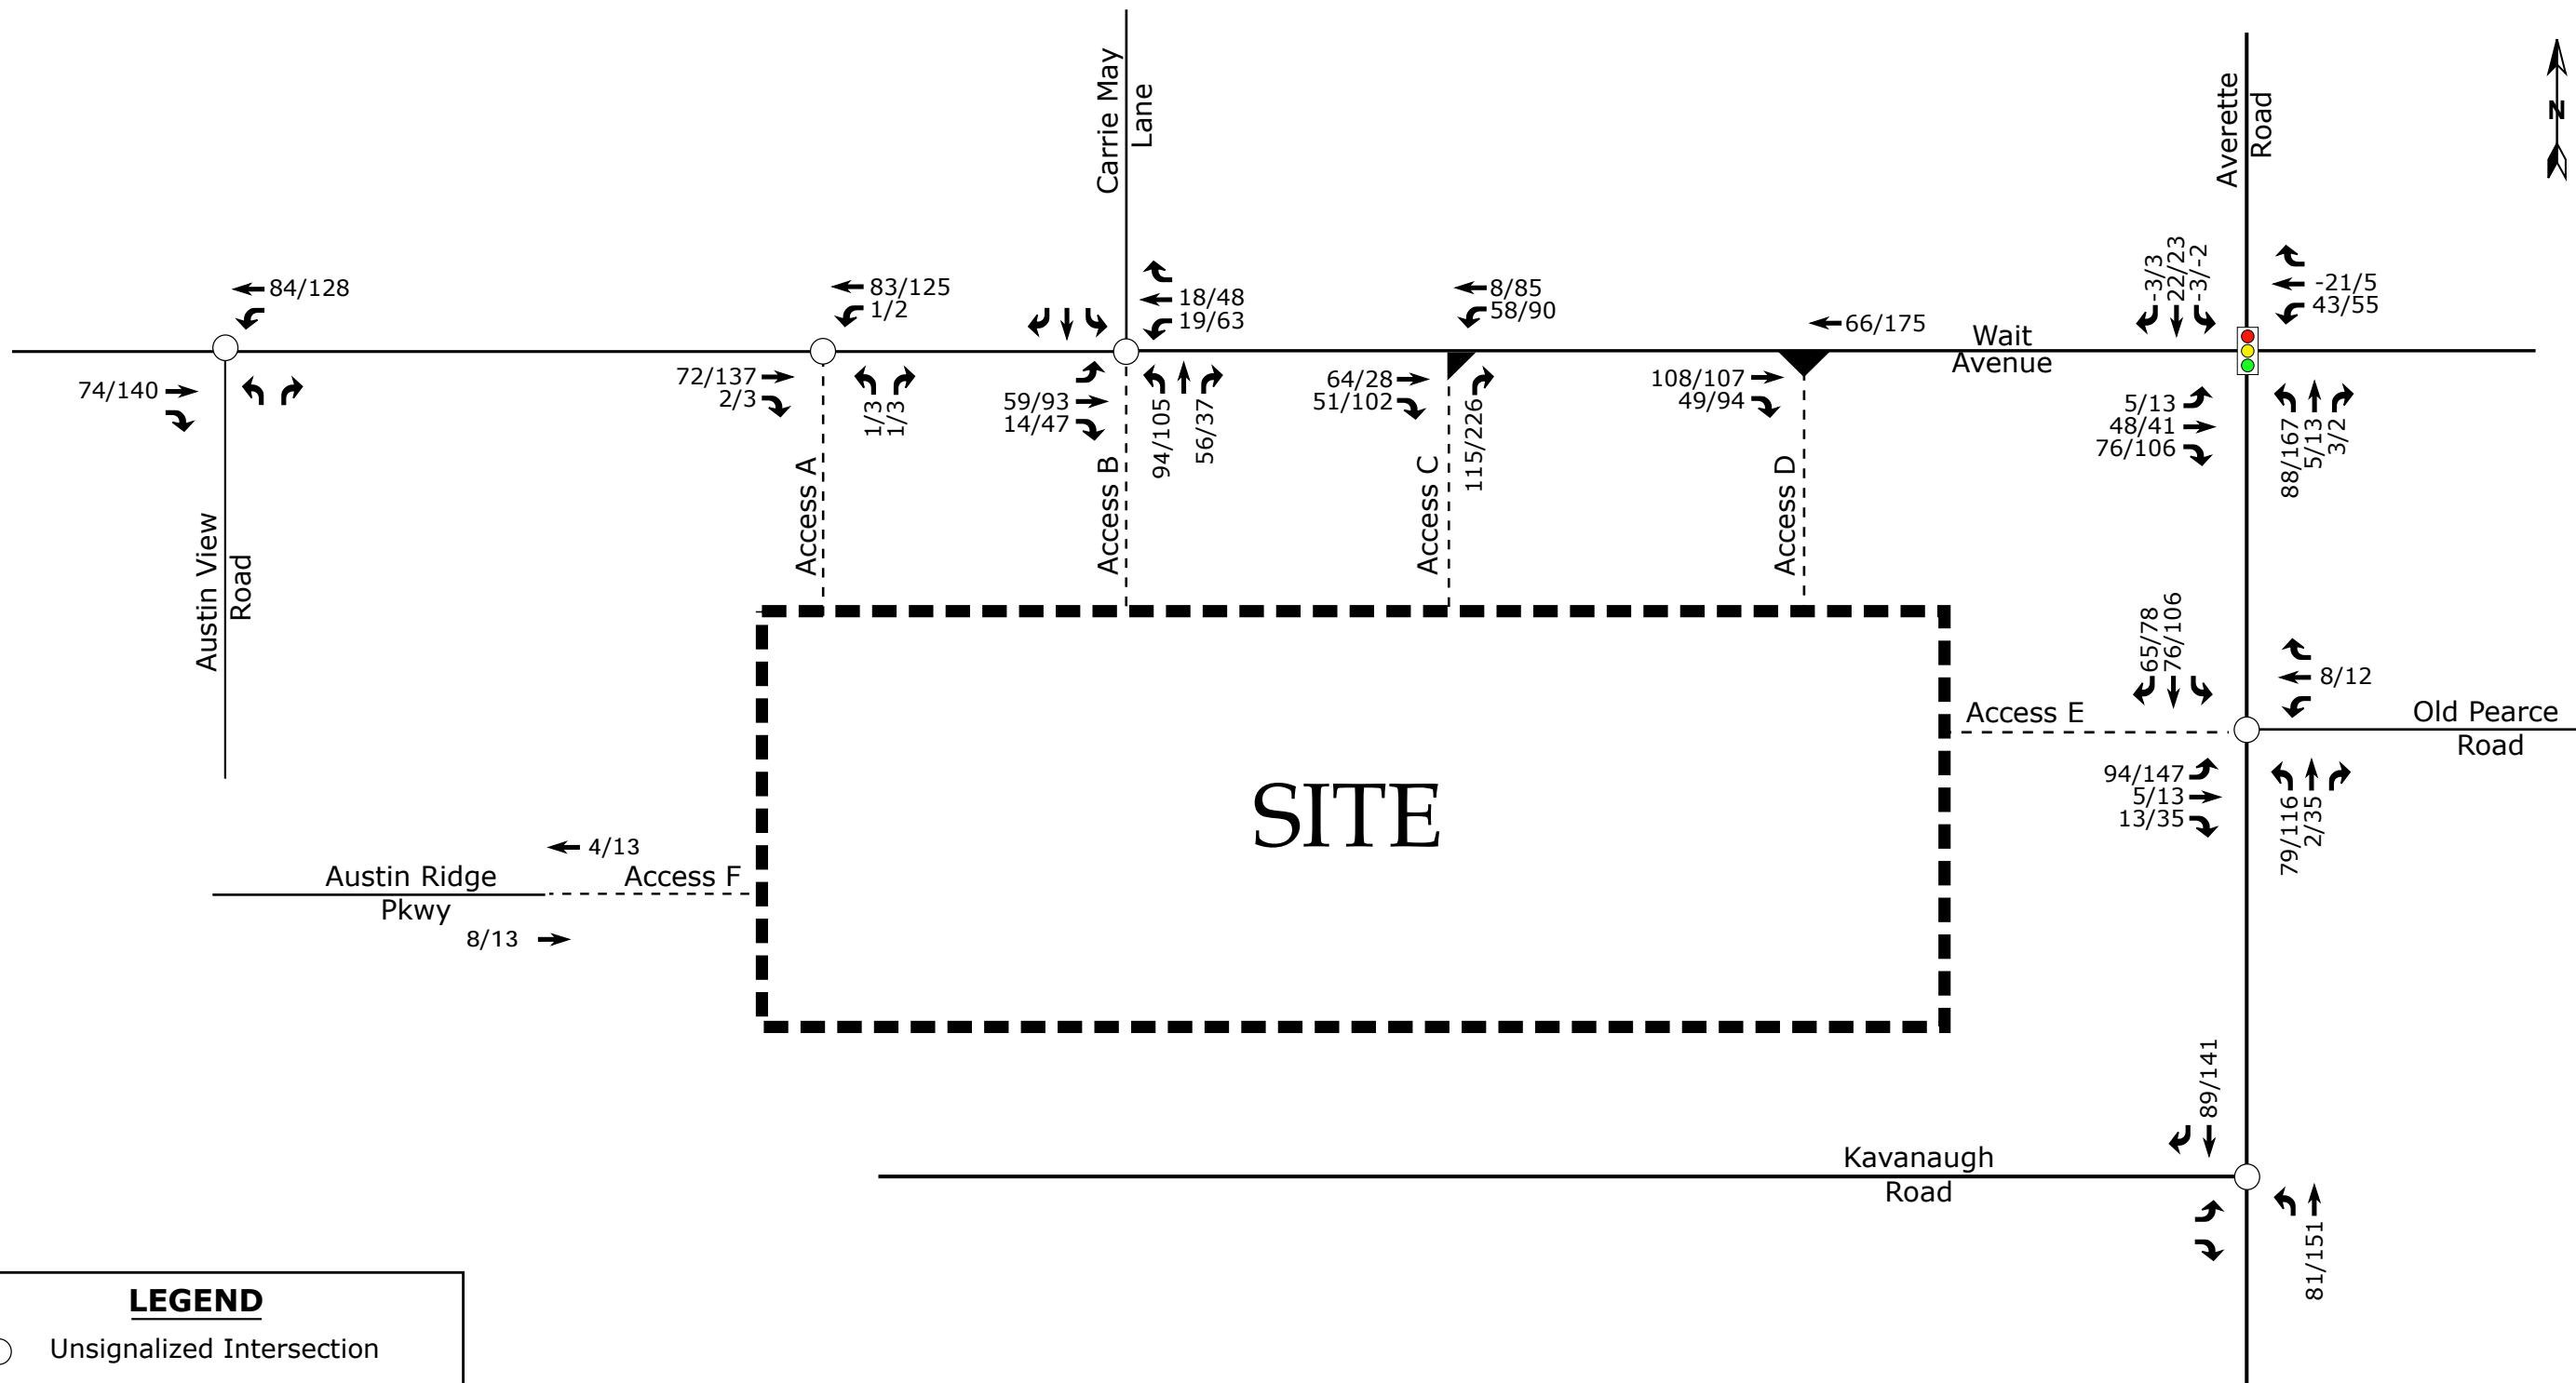 Carrie May
Lane
Averette
Road
N
84/128
83/125
1/2
18/48
19/63
8/85
58/90
66/175
Wait
Avenue
-3/3
22/23
-3/-2
-21/5
43/55
74/140
72/137
2/3
1/3
1/3
59/93
14/47
94/105
56/37
64/28
51/102
115/226
108/107
49/94
5/13
48/41
76/106
88/167
5/13
3/2
Austin View
Road
Access A
Access B
Access C
Access D
65/78
76/106
8/12
Access E
Old Pearce
Road
94/147
5/13
13/35
79/116
2/35
SITE
4/13
Austin Ridge
Pkwy
Access F
8/13
89/141
Kavanaugh
Road
81/151
LEGEND
Unsignalized Intersection